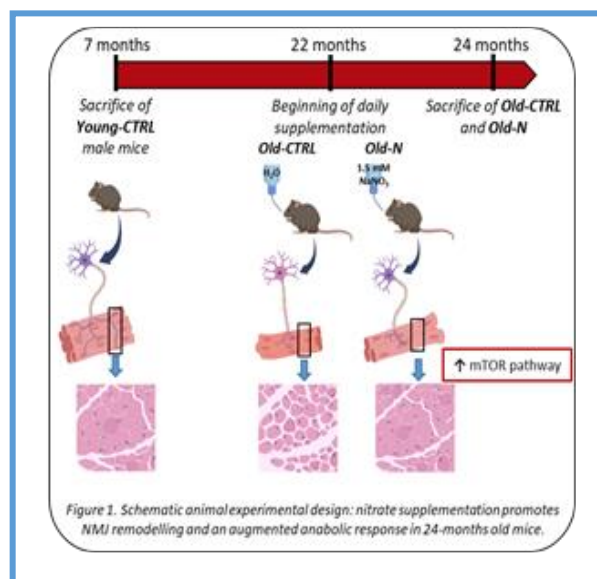 7 months 22 months 24 months
Sacrifice of
Young-CTRL
male mice
Beginning of daily
supplementation
Old-CTRL Old-N
Sacrifice of Old-CTRL
and Old-N
H₂O
1.5 mM
NaNO₃
↑ mTOR pathway
Figure 1. Schematic animal experimental design: nitrate supplementation promotes
NMJ remodelling and an augmented anabolic response in 24-months old mice.